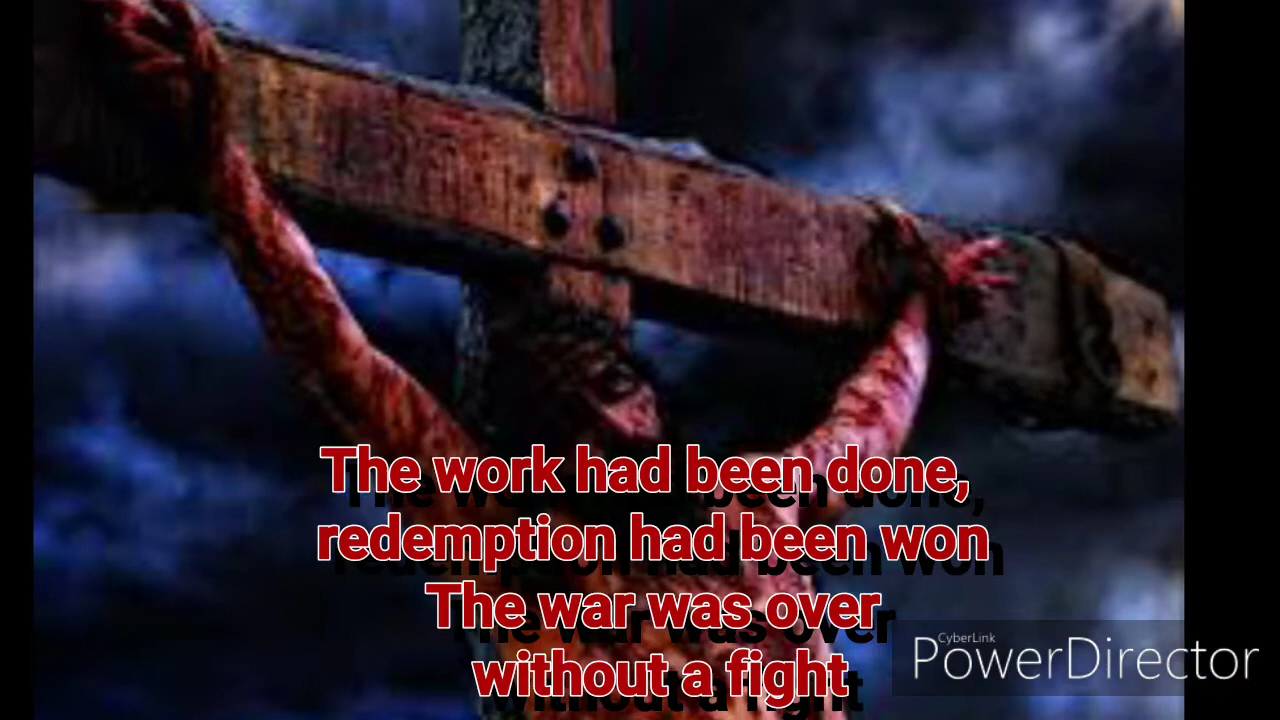 The work had been done,
redemption had been won
The war was over
without a fight
CyberLink
PowerDirector